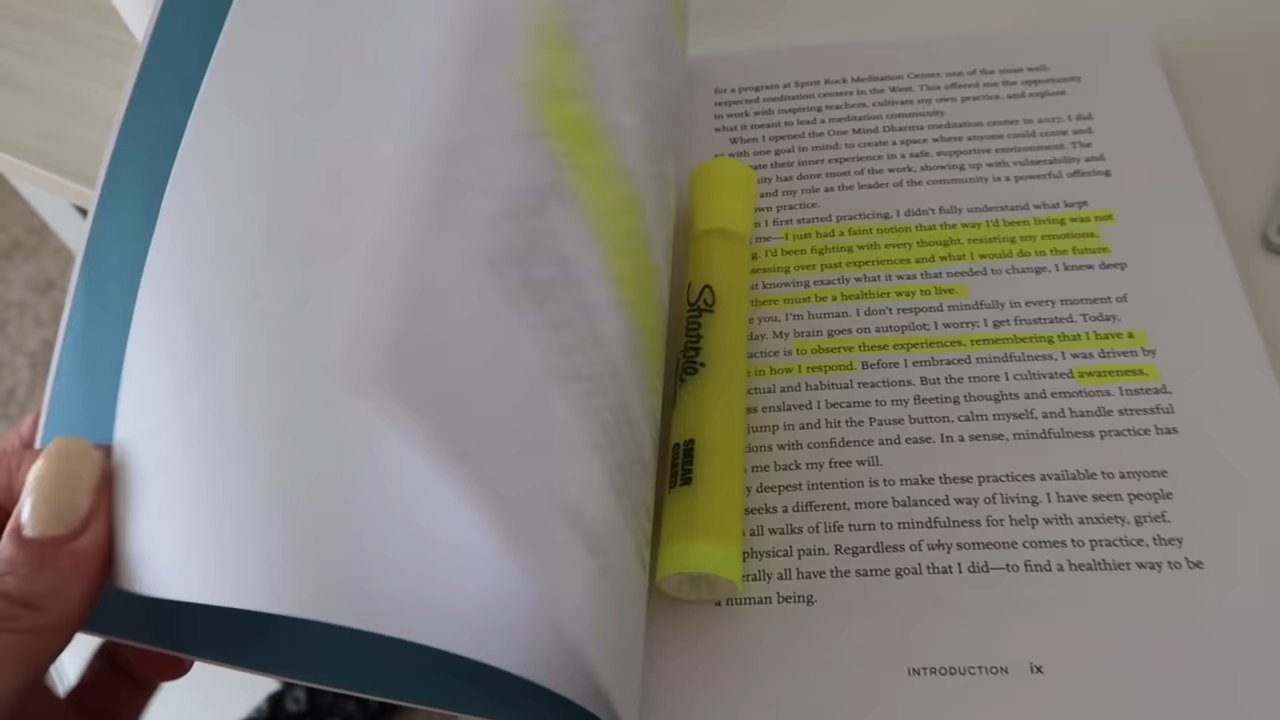 for a program at Spirit Rock Meditation Center, one of the most well-
respected meditation centers in the West. This offered me the opportunity
to work with inspiring teachers, cultivate my own practice, and explore
what it meant to lead a meditation community.
When I opened the One Mind Dharma meditation center in 2017, I did
with one goal in mind: to create a space where anyone could come and
their inner experience in a safe, supportive environment. The
has done most of the work, showing up with vulnerability and
and my role as the leader of the community is a powerful offering
practice.
I first started practicing, I didn't fully understand what kept
me—I just had a faint notion that the way I'd been living was not
I'd been fighting with every thought, resisting my emotions,
over past experiences and what I would do in the future.
knowing exactly what it was that needed to change, I knew deep
there must be a healthier way to live.
you, I'm human. I don't respond mindfully in every moment of
day. My brain goes on autopilot; I worry; I get frustrated. Today,
is to observe these experiences, remembering that I have a
in how I respond. Before I embraced mindfulness, I was driven by
and habitual reactions. But the more I cultivated awareness,
enslaved I became to my fleeting thoughts and emotions. Instead,
jump in and hit the Pause button, calm myself, and handle stressful
with confidence and ease. In a sense, mindfulness practice has
me back my free will.
deepest intention is to make these practices available to anyone
seeks a different, more balanced way of living. I have seen people
all walks of life turn to mindfulness for help with anxiety, grief,
physical pain. Regardless of why someone comes to practice, they
all have the same goal that I did—to find a healthier way to be
a human being.
INTRODUCTION ix
Sharpie.
SMEAR
GUARD.